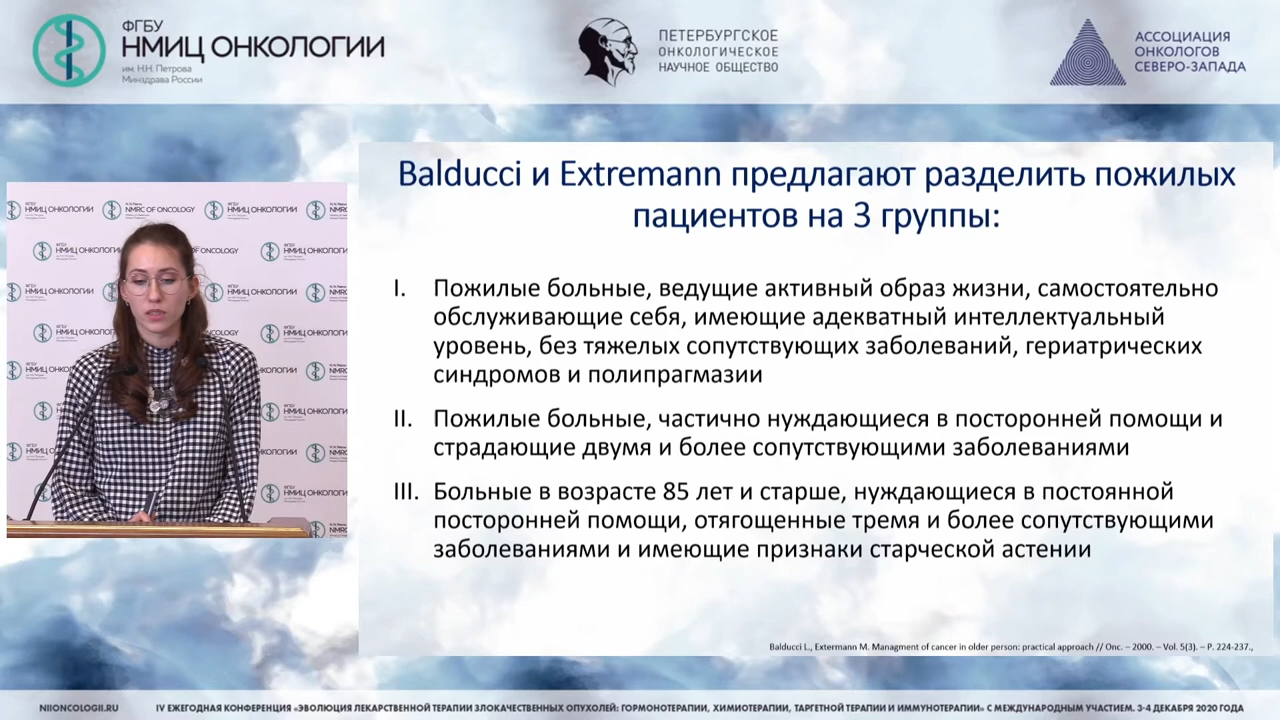 ФГБУ
НМИЦ ОНКОЛОГИИ
им. Н.Н. Петрова
Минздрава России
ПЕТЕРБУРГСКОЕ
ОНКОЛОГИЧЕСКОЕ
НАУЧНОЕ ОБЩЕСТВО
АССОЦИАЦИЯ
ОНКОЛОГОВ
СЕВЕРО-ЗАПАДА
Balducci и Extremann предлагают разделить пожилых
пациентов на 3 группы:
I. Пожилые больные, ведущие активный образ жизни, самостоятельно
обслуживающие себя, имеющие адекватный интеллектуальный
уровень, без тяжелых сопутствующих заболеваний, гериатрических
синдромов и полипрагмазии
II. Пожилые больные, частично нуждающиеся в посторонней помощи и
страдающие двумя и более сопутствующими заболеваниями
III. Больные в возрасте 85 лет и старше, нуждающиеся в постоянной
посторонней помощи, отягощенные тремя и более сопутствующими
заболеваниями и имеющие признаки старческой астении
Balducci L., Extermann M. Managment of cancer in older person: practical approach // Onc. – 2000. – Vol. 5(3). – P. 224-237.,
NIIONCOLOGII.RU
IV ЕЖЕГОДНАЯ КОНФЕРЕНЦИЯ «ЭВОЛЮЦИЯ ЛЕКАРСТВЕННОЙ ТЕРАПИИ ЗЛОКАЧЕСТВЕННЫХ ОПУХОЛЕЙ: ГОРМОНОТЕРАПИИ, ХИМИОТЕРАПИИ, ТАРГЕТНОЙ ТЕРАПИИ И ИММУНОТЕРАПИИ» С МЕЖДУНАРОДНЫМ УЧАСТИЕМ. 3-4 ДЕКАБРЯ 2020 ГОДА